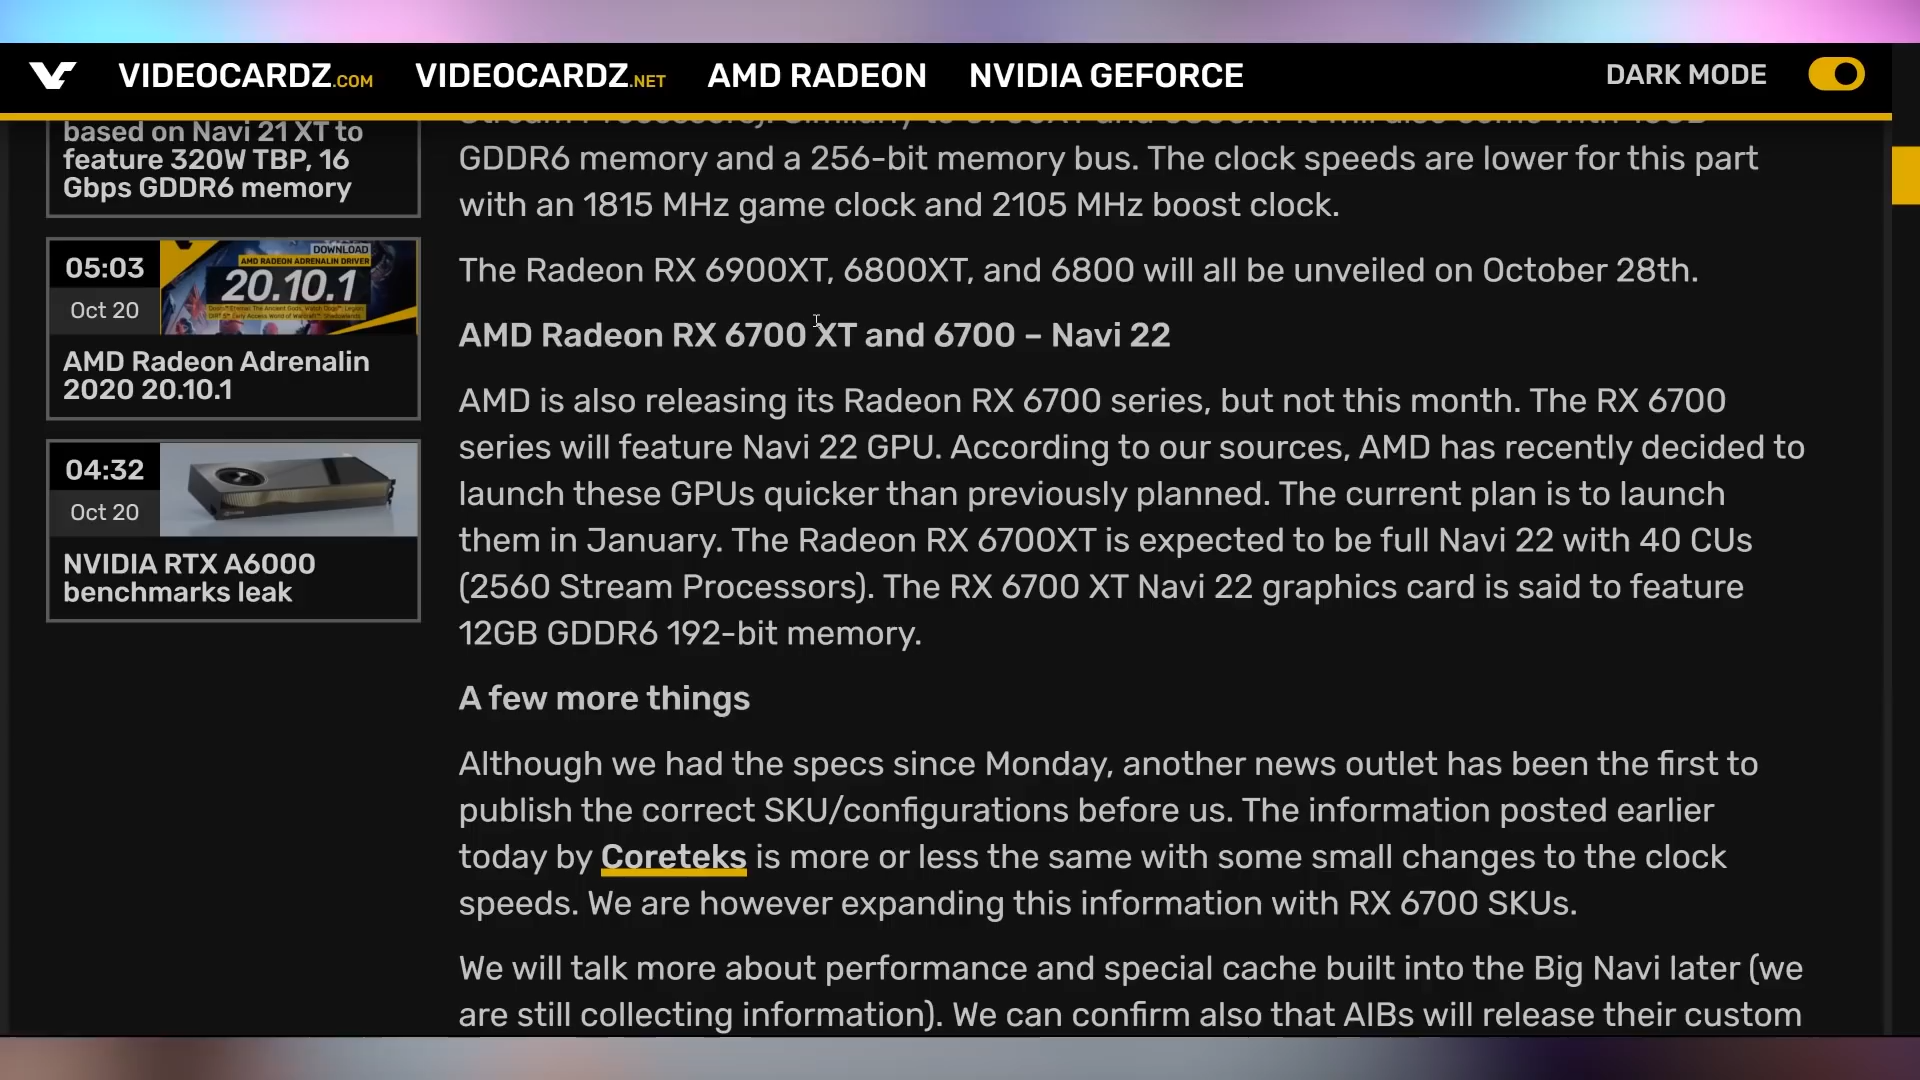 VIDEOCARDZ.COM VIDEOCARDZ.NET AMD RADEON NVIDIA GEFORCE DARK MODE
based on Navi 21 XT to
feature 320W TBP, 16
Gbps GDDR6 memory
05:03
Oct 20
DOWNLOAD
AMD RADEON ADRENALIN DRIVER
20.10.1
AMD Radeon Adrenalin
2020 20.10.1
04:32
Oct 20
NVIDIA RTX A6000
benchmarks leak
GDDR6 memory and a 256-bit memory bus. The clock speeds are lower for this part
with an 1815 MHz game clock and 2105 MHz boost clock.
The Radeon RX 6900XT, 6800XT, and 6800 will all be unveiled on October 28th.
AMD Radeon RX 6700 XT and 6700 – Navi 22
AMD is also releasing its Radeon RX 6700 series, but not this month. The RX 6700
series will feature Navi 22 GPU. According to our sources, AMD has recently decided to
launch these GPUs quicker than previously planned. The current plan is to launch
them in January. The Radeon RX 6700XT is expected to be full Navi 22 with 40 CUs
(2560 Stream Processors). The RX 6700 XT Navi 22 graphics card is said to feature
12GB GDDR6 192-bit memory.
A few more things
Although we had the specs since Monday, another news outlet has been the first to
publish the correct SKU/configurations before us. The information posted earlier
today by Coreteks is more or less the same with some small changes to the clock
speeds. We are however expanding this information with RX 6700 SKUs.
We will talk more about performance and special cache built into the Big Navi later (we
are still collecting information). We can confirm also that AIBs will release their custom